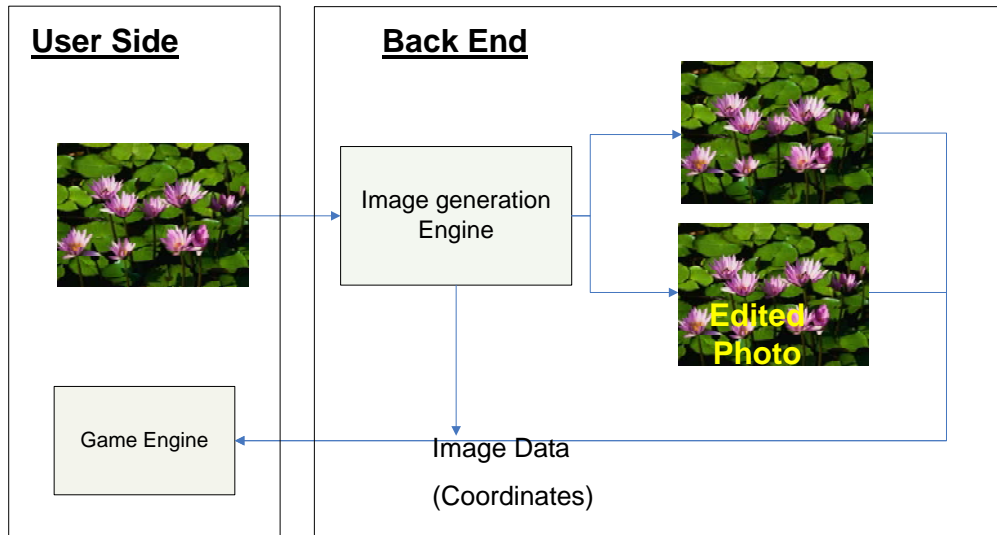 User Side
Back End
Image generation
Engine
Edited
Photo
Game Engine
Image Data
(Coordinates)